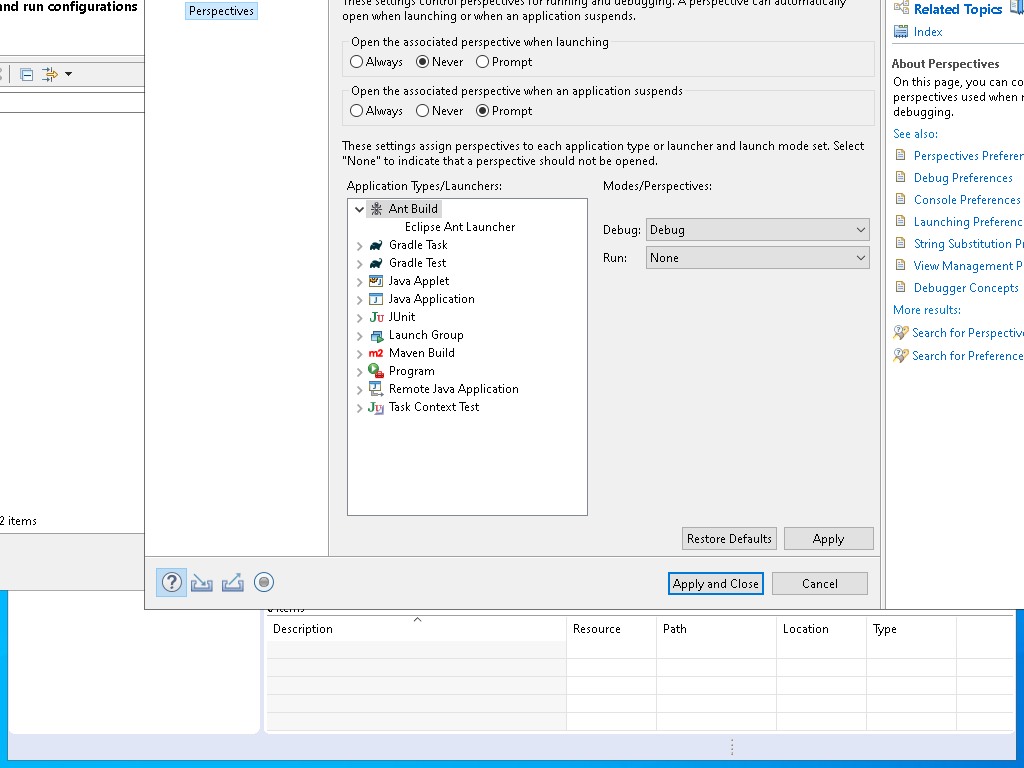 and run configurations
2 items
Perspectives
These settings control perspectives for running and debugging. A perspective can automatically
open when launching or when an application suspends.
Open the associated perspective when launching
Always Never Prompt
Open the associated perspective when an application suspends
Always Never Prompt
These settings assign perspectives to each application type or launcher and launch mode set. Select
"None" to indicate that a perspective should not be opened.
Application Types/Launchers:
Ant Build
Eclipse Ant Launcher
Gradle Task
Gradle Test
Java Applet
Java Application
JUnit
Launch Group
Maven Build
Program
Remote Java Application
Task Context Test
Modes/Perspectives:
Debug: Debug
Run: None
Restore Defaults Apply
Apply and Close Cancel
Related Topics
Index
About Perspectives
On this page, you can co
perspectives used when r
debugging.
See also:
Perspectives Preferen
Debug Preferences
Console Preferences
Launching Preferenc
String Substitution Pr
View Management P
Debugger Concepts
More results:
Search for Perspective
Search for Preference
items
Description Resource Path Location Type